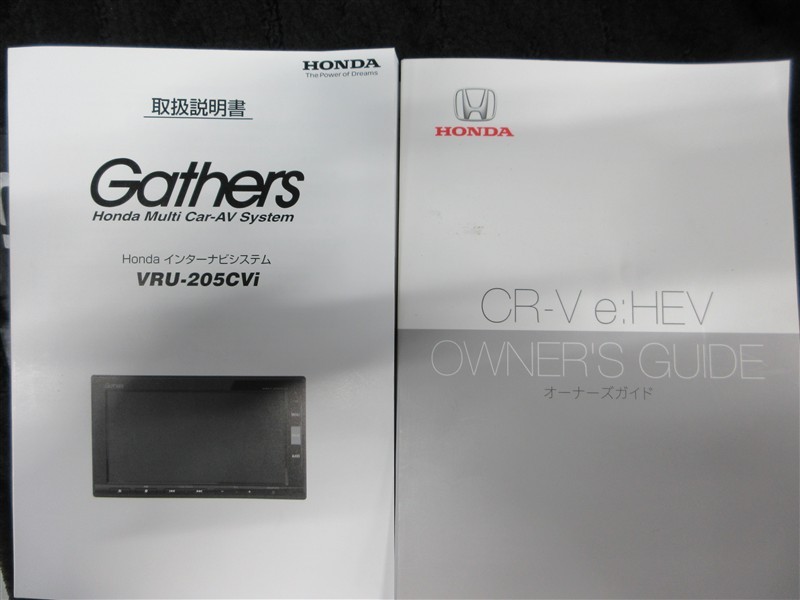 HONDA
The Power of Dreams
取扱説明書
Gathers
Honda Multi Car-AV System
Honda インターナビシステム
VRU-205CVi
HONDA
CR-V e:HEV
OWNER'S GUIDE
オーナーズガイド